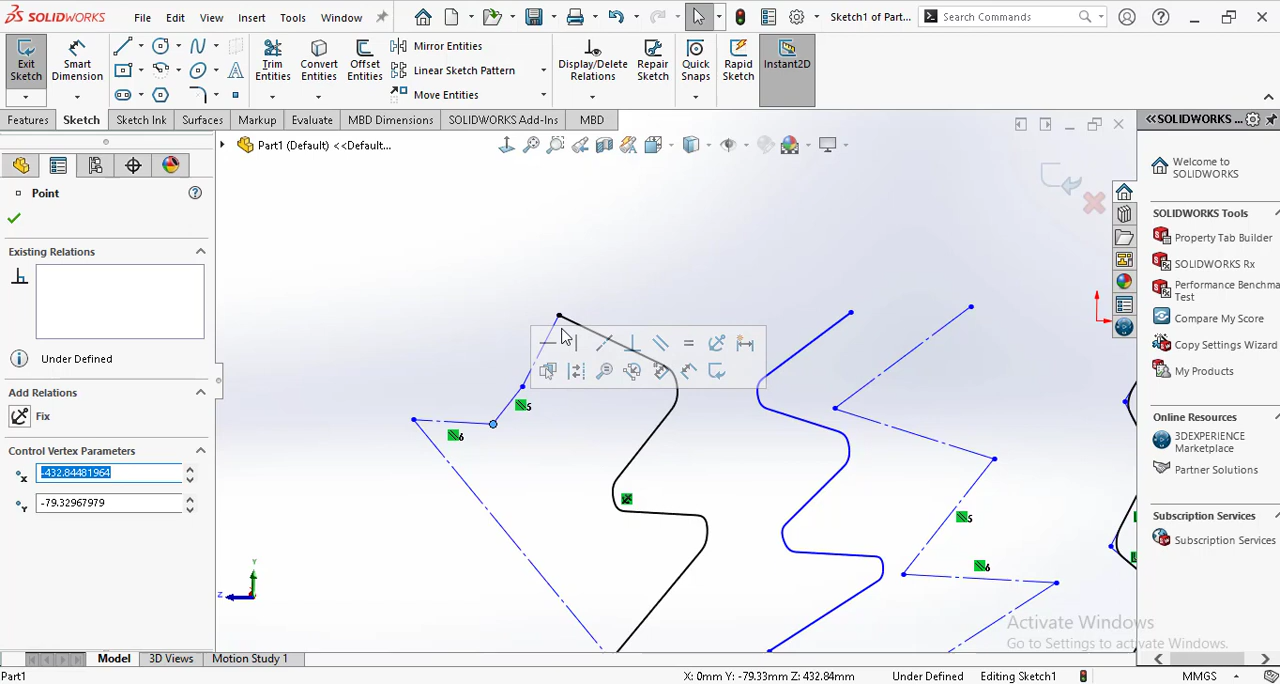 SOLIDWORKS
File Edit View Insert Tools Window
Sketch1 of Part...
Search Commands
Exit Sketch
Smart Dimension
Trim Entities
Convert Entities
Offset Entities
Mirror Entities
Linear Sketch Pattern
Move Entities
Display/Delete Relations
Repair Sketch
Quick Snaps
Rapid Sketch
Instant2D
Features Sketch Sketch Ink Surfaces Markup Evaluate MBD Dimensions SOLIDWORKS Add-Ins MBD
Part1 (Default) <<Default...
Point
Existing Relations
Under Defined
Add Relations
Fix
Control Vertex Parameters
-432.84481964
-79.32967979
5
6
5
6
Y
Z
SOLIDWORKS ...
Welcome to SOLIDWORKS
SOLIDWORKS Tools
Property Tab Builder
SOLIDWORKS Rx
Performance Benchma
Test
Compare My Score
Copy Settings Wizard
My Products
Online Resources
3DEXPERIENCE Marketplace
Partner Solutions
Subscription Services
Subscription Services
Activate Windows
Go to Settings to activate Windows.
Model 3D Views Motion Study 1
Part1
X: 0mm Y: -79.33mm Z: 432.84mm
Under Defined
Editing Sketch1
MMGS